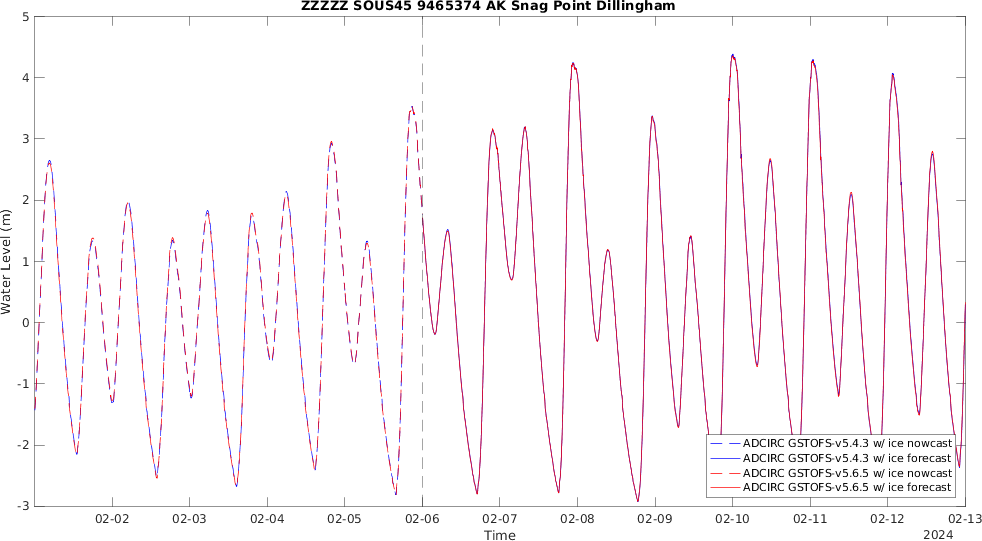 ZZZZZ SOUS45 9465374 AK Snag Point Dillingham
5
4
3
2
1
0
-1
-2
-3
Water Level (m)
ADCIRC GSTOFS-v5.4.3 w/ ice nowcast
ADCIRC GSTOFS-v5.4.3 w/ ice forecast
ADCIRC GSTOFS-v5.6.5 w/ ice nowcast
ADCIRC GSTOFS-v5.6.5 w/ ice forecast
02-02 02-03 02-04 02-05 02-06 02-07 02-08 02-09 02-10 02-11 02-12 02-13
Time 2024